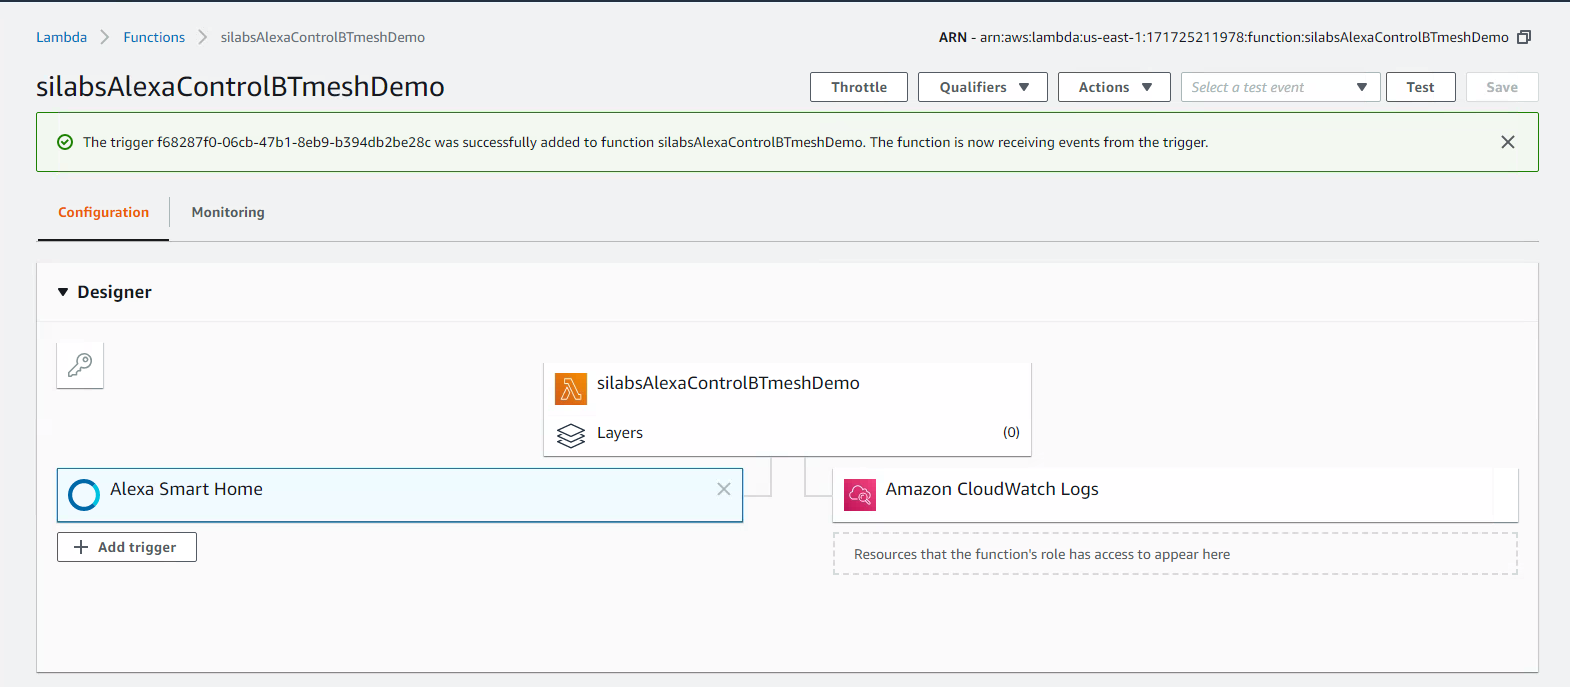 Lambda > Functions > silabsAlexaControlBTmeshDemo
ARN - arn:aws:lambda:us-east-1:171725211978:function:silabsAlexaControlBTmeshDemo
silabsAlexaControlBTmeshDemo
Throttle Qualifiers Actions Select a test event Test Save
The trigger f68287f0-06cb-47b1-8eb9-b394db2be28c was successfully added to function silabsAlexaControlBTmeshDemo. The function is now receiving events from the trigger.
Configuration Monitoring
Designer
silabsAlexaControlBTmeshDemo
Layers (0)
Alexa Smart Home
Amazon CloudWatch Logs
+ Add trigger
Resources that the function's role has access to appear here